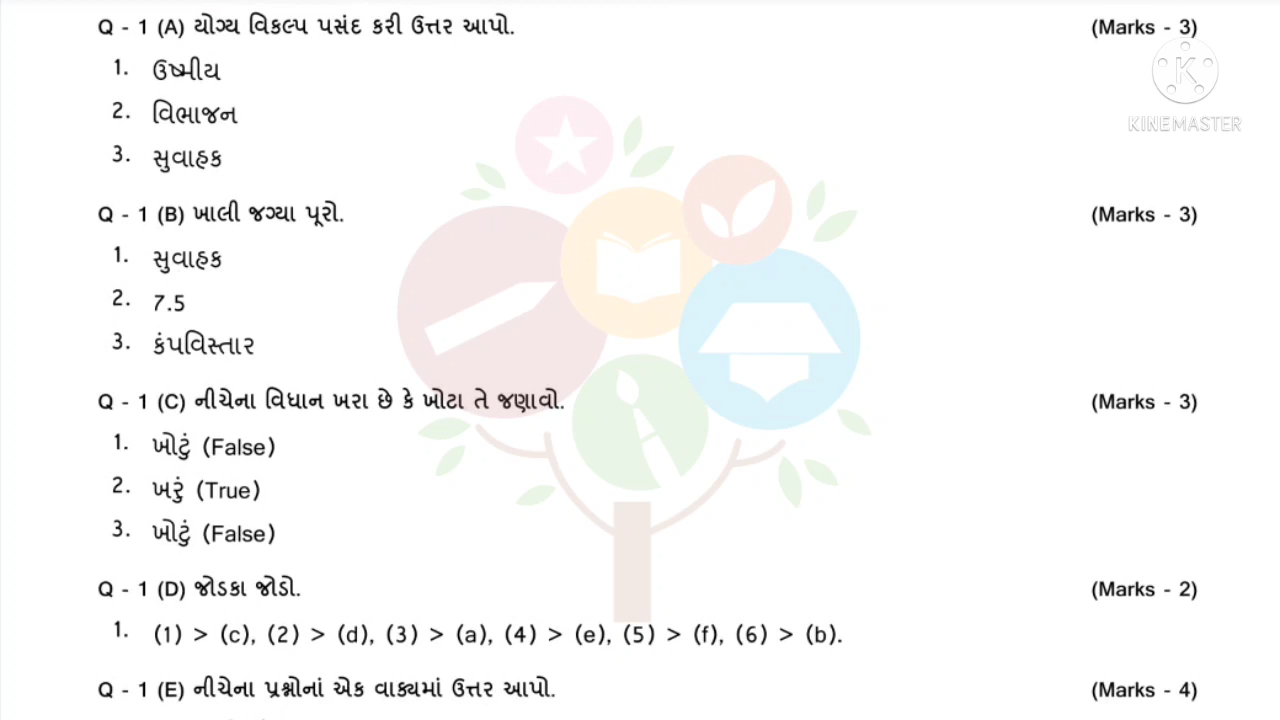 Q - 1 (A) યોગ્ય વિકલ્પ પસંદ કરી ઉત્તર આપો. (Marks - 3)
1. ઉષ્મીય
2. વિભાજન
3. સુવાહક
Q - 1 (B) ખાલી જગ્યા પૂરો. (Marks - 3)
1. સુવાહક
2. 7.5
3. કંપવિસ્તાર
Q - 1 (C) નીચેના વિધાન ખરા છે કે ખોટા તે જણાવો. (Marks - 3)
1. ખોટું (False)
2. ખરું (True)
3. ખોટું (False)
Q - 1 (D) જોડકા જોડો. (Marks - 2)
1. (1) > (c), (2) > (d), (3) > (a), (4) > (e), (5) > (f), (6) > (b).
Q - 1 (E) નીચેના પ્રશ્નોનાં એક વાક્યમાં ઉત્તર આપો. (Marks - 4)
K
KINEMASTER